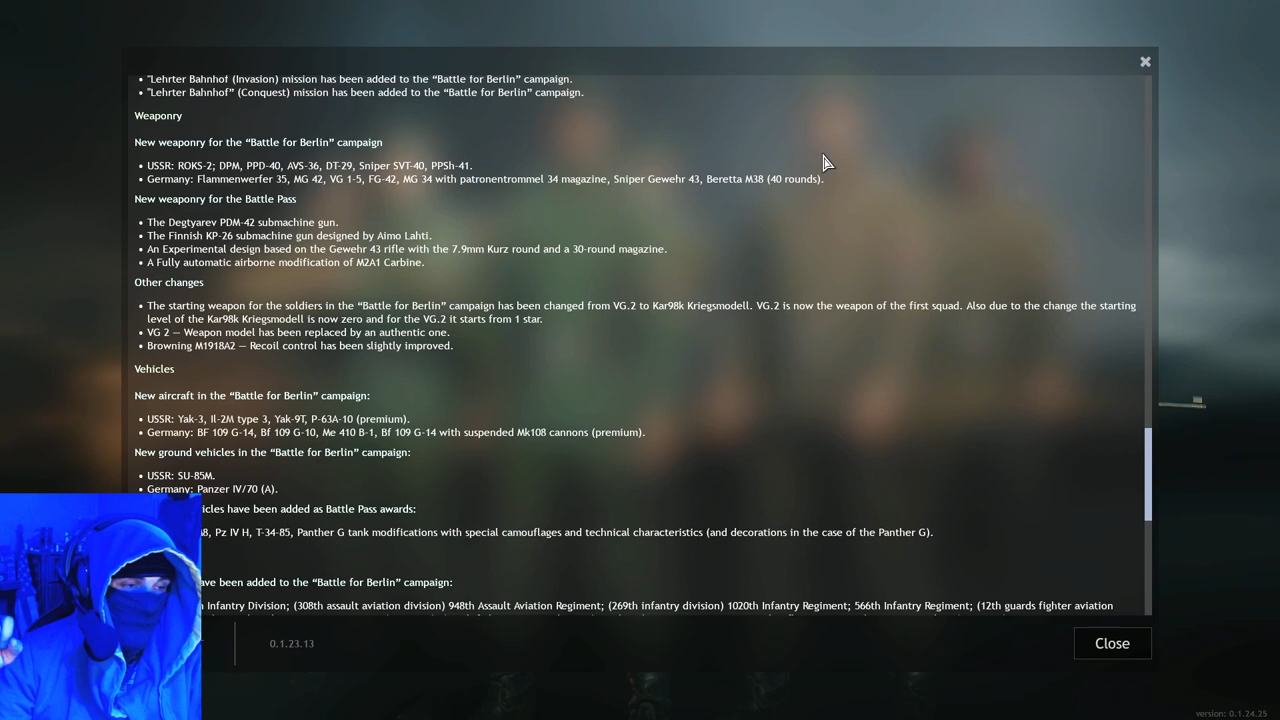 • "Lehrter Bahnhof (Invasion) mission has been added to the “Battle for Berlin” campaign.
• "Lehrter Bahnhof” (Conquest) mission has been added to the “Battle for Berlin” campaign.
Weaponry
New weaponry for the “Battle for Berlin” campaign
• USSR: ROKS-2; DPM, PPD-40, AVS-36, DT-29, Sniper SVT-40, PPSh-41.
• Germany: Flammenwerfer 35, MG 42, VG 1-5, FG-42, MG 34 with patronentrommel 34 magazine, Sniper Gewehr 43, Beretta M38 (40 rounds).
New weaponry for the Battle Pass
• The Degtyarev PDM-42 submachine gun.
• The Finnish KP-26 submachine gun designed by Aimo Lahti.
• An Experimental design based on the Gewehr 43 rifle with the 7.9mm Kurz round and a 30-round magazine.
• A Fully automatic airborne modification of M2A1 Carbine.
Other changes
• The starting weapon for the soldiers in the “Battle for Berlin” campaign has been changed from VG.2 to Kar98k Kriegsmodell. VG.2 is now the weapon of the first squad. Also due to the change the starting
level of the Kar98k Kriegsmodell is now zero and for the VG.2 it starts from 1 star.
• VG 2 — Weapon model has been replaced by an authentic one.
• Browning M1918A2 — Recoil control has been slightly improved.
Vehicles
New aircraft in the “Battle for Berlin” campaign:
• USSR: Yak-3, Il-2M type 3, Yak-9T, P-63A-10 (premium).
• Germany: BF 109 G-14, Bf 109 G-10, Me 410 B-1, Bf 109 G-14 with suspended Mk108 cannons (premium).
New ground vehicles in the “Battle for Berlin” campaign:
• USSR: SU-85M.
• Germany: Panzer IV/70 (A).
have been added as Battle Pass awards:
Pz IV H, T-34-85, Panther G tank modifications with special camouflages and technical characteristics (and decorations in the case of the Panther G).
have been added to the “Battle for Berlin” campaign:
Infantry Division; (308th assault aviation division) 948th Assault Aviation Regiment; (269th infantry division) 1020th Infantry Regiment; 566th Infantry Regiment; (12th guards fighter aviation
0.1.23.13
Close
version: 0.1.24.25